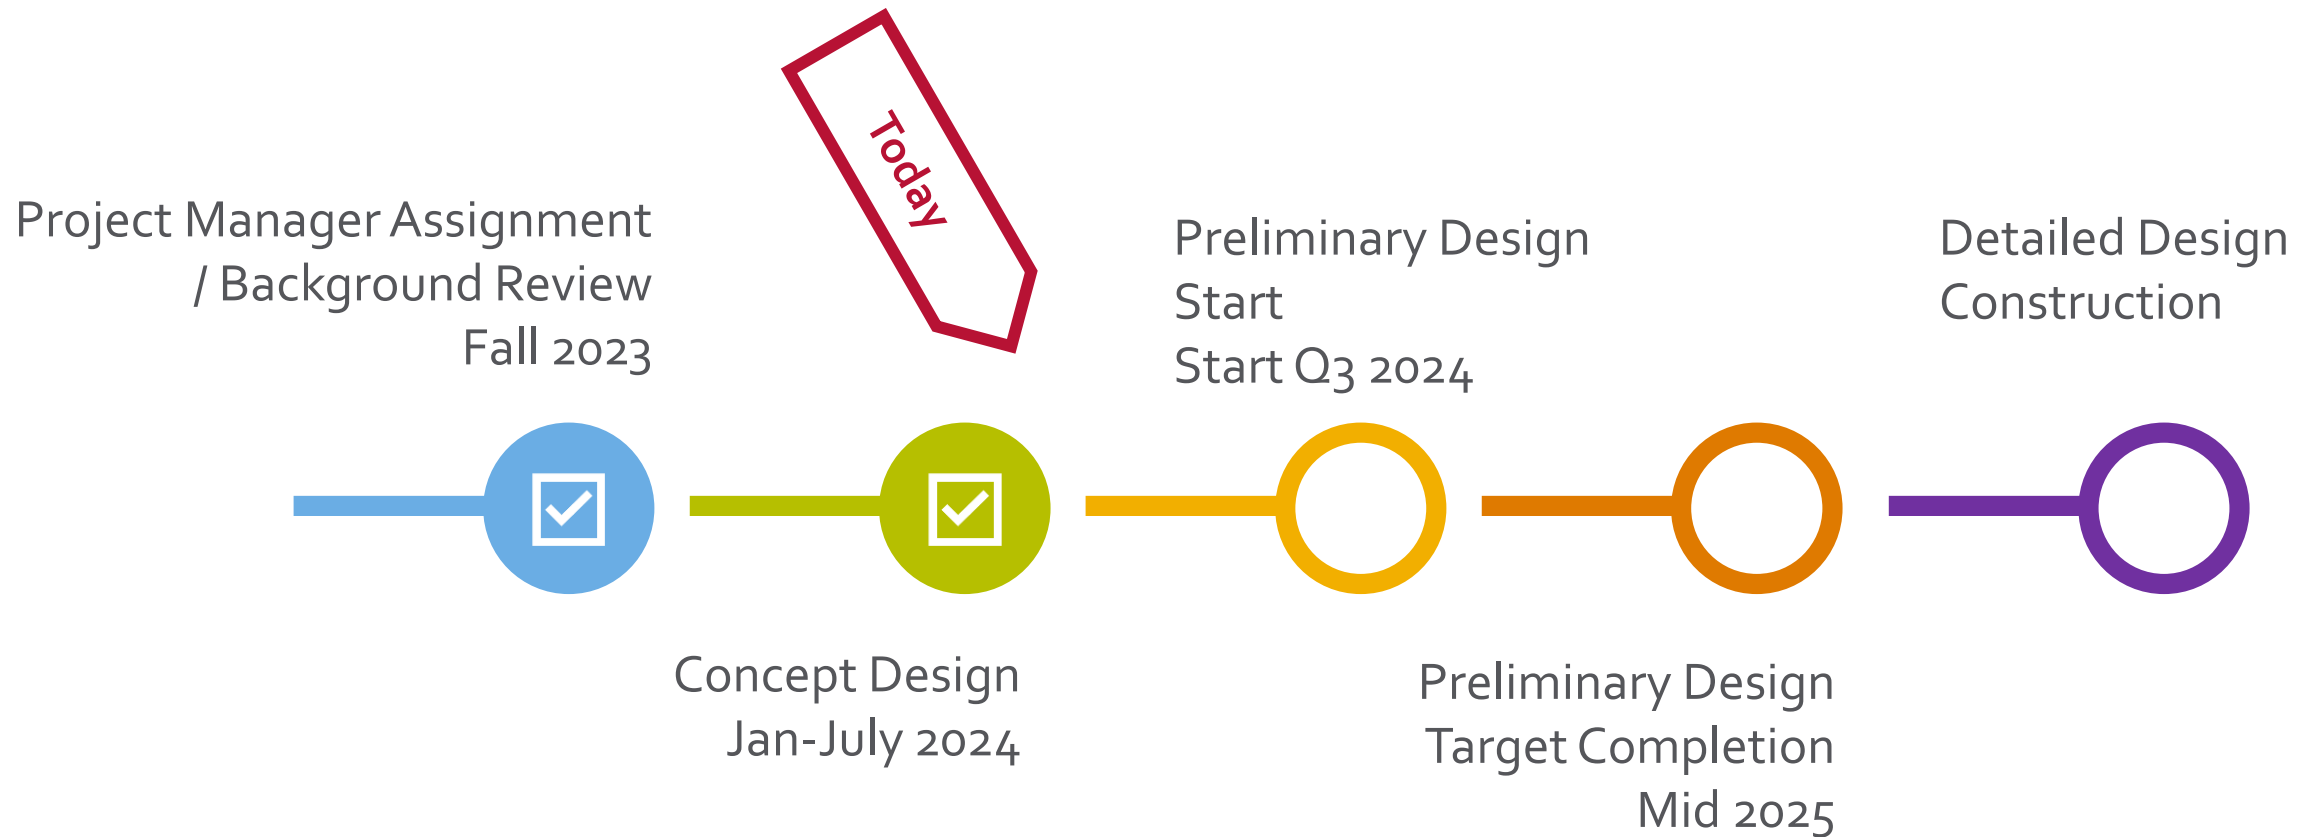 Today
Project Manager Assignment
/ Background Review
Fall 2023
Concept Design
Jan-July 2024
Preliminary Design
Start
Start Q3 2024
Preliminary Design
Target Completion
Mid 2025
Detailed Design
Construction